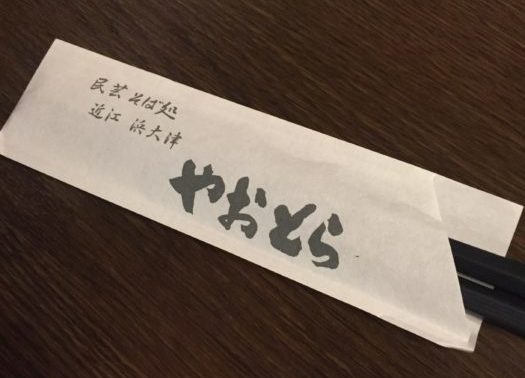 民芸そば処
近江 浜大津
やおとら